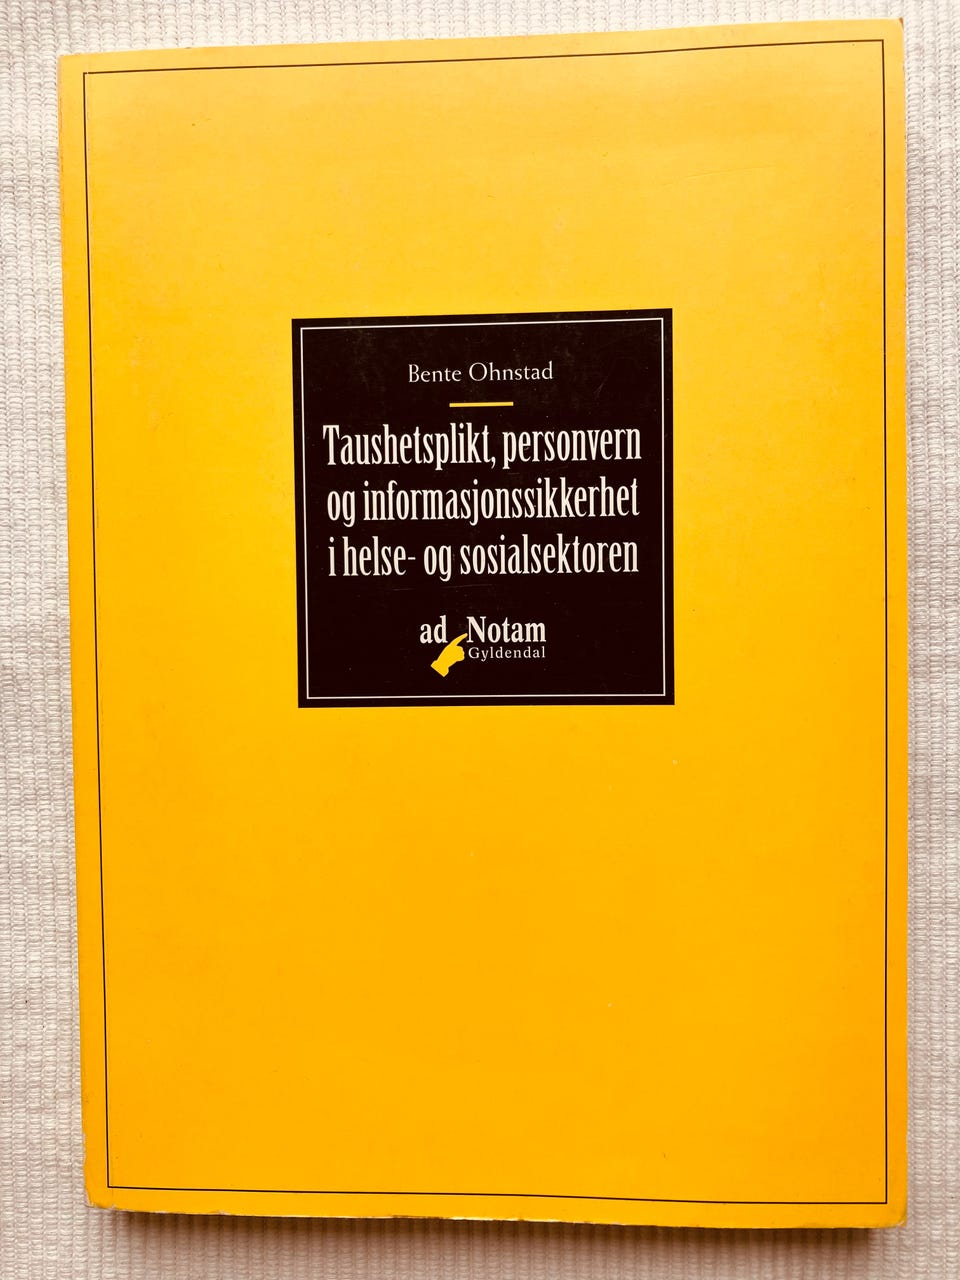 Bente Ohnstad
Taushetsplikt, personvern
og informasjonssikkerhet
i helse- og sosialsektoren
ad Notam
Gyldendal